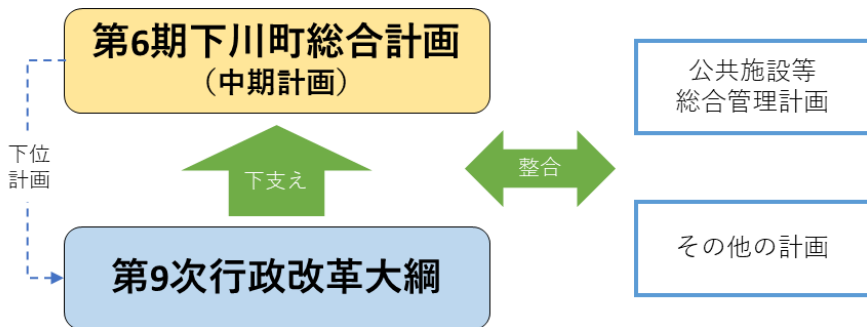 第6期下川町総合計画
（中期計画）
公共施設等
総合管理計画
下位
計画
下支え
整合
その他の計画
第9次行政改革大綱